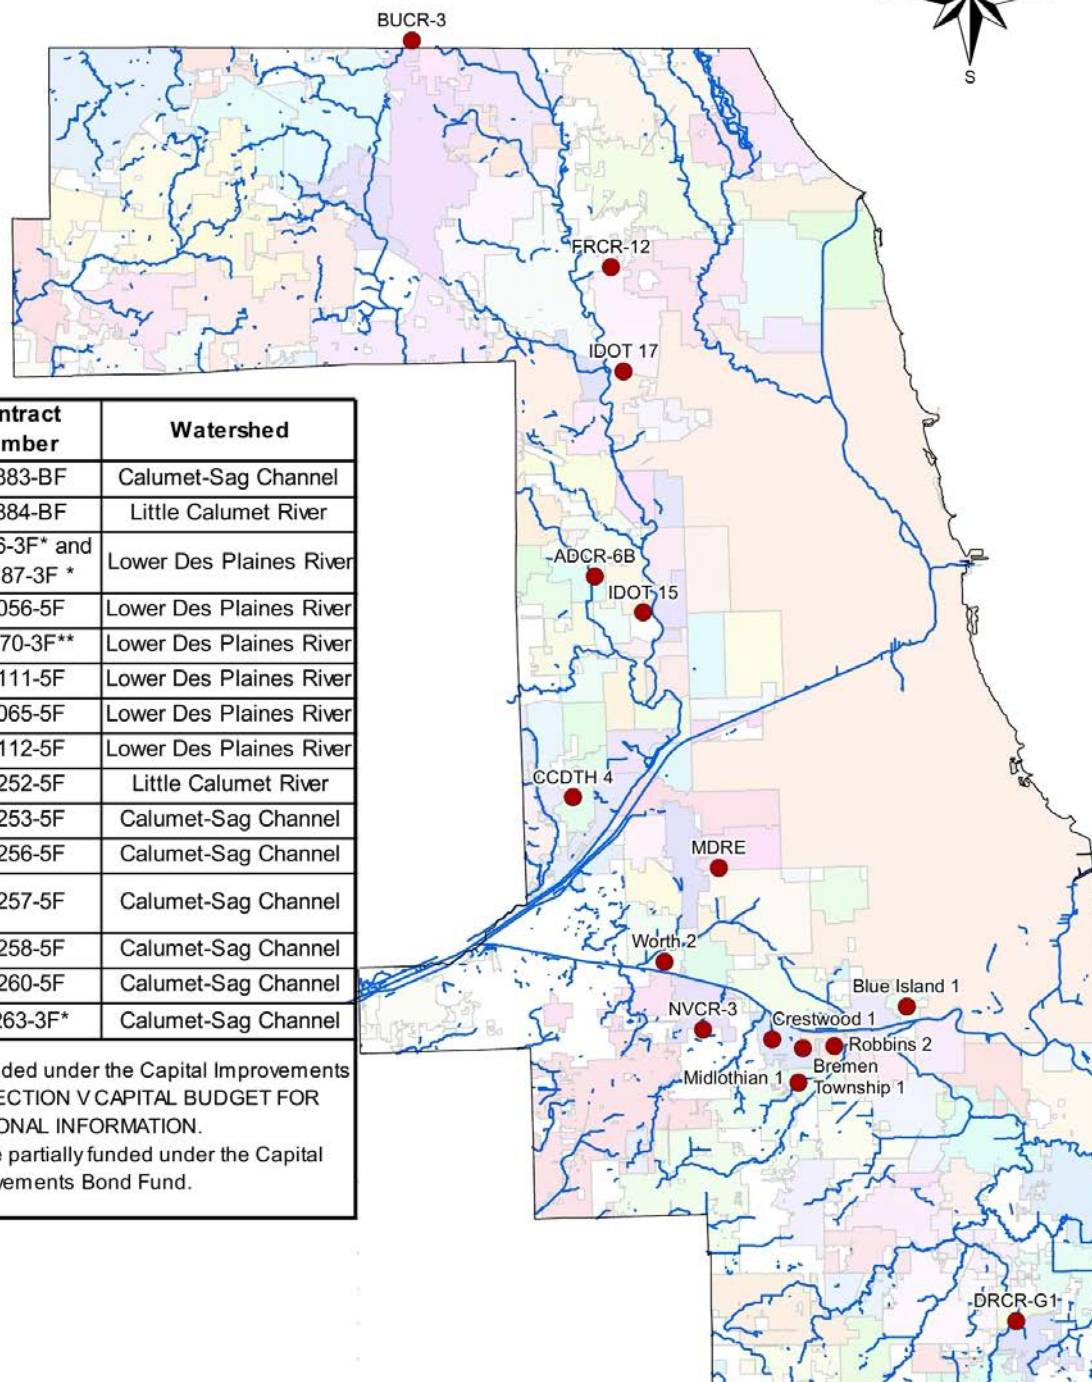 S
BUCR-3
FRCR-12
IDOT 17
ntract
mber
Watershed
383-BF
Calumet-Sag Channel
384-BF
Little Calumet River
6-3F* and
87-3F *
Lower Des Plaines River
056-5F
Lower Des Plaines River
70-3F**
Lower Des Plaines River
111-5F
Lower Des Plaines River
065-5F
Lower Des Plaines River
112-5F
Lower Des Plaines River
252-5F
Little Calumet River
253-5F
Calumet-Sag Channel
256-5F
Calumet-Sag Channel
257-5F
Calumet-Sag Channel
258-5F
Calumet-Sag Channel
260-5F
Calumet-Sag Channel
263-3F*
Calumet-Sag Channel
ded under the Capital Improvements
ECTION V CAPITAL BUDGET FOR
ONAL INFORMATION.
e partially funded under the Capital
vements Bond Fund.
ADCR-6B
IDOT 15
CCDTH 4
MDRE
Worth 2
Blue Island 1
NVCR-3
Crestwood 1
Robbins 2
Midlothian 1
Bremen
Township 1
DRCR-G1